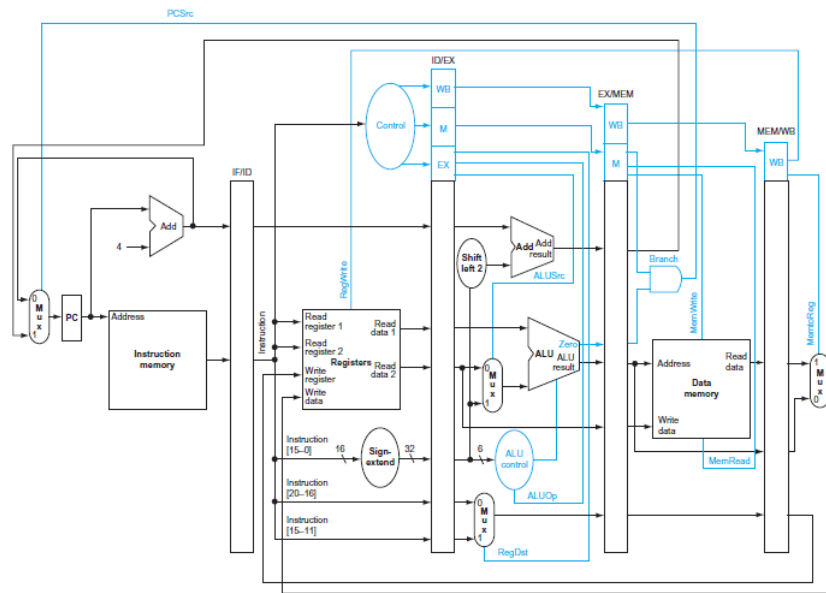 PCSrc
ID/EX
WB
EX/MEM
Control
M
WB
MEM/WB
EX
M
WB
IF/ID
Add
4
Add
Add
result
Shift
left 2
Branch
RegWrite
ALUSrc
MemWrite
MemtoReg
0
M
u
x
1
PC
Address
Instruction
memory
Instruction
Read
register 1
Read
data 1
Read
register 2
Registers
Read
data 2
Write
register
Write
data
0
M
u
x
1
Zero
ALU
ALU
result
Address
Read
data
Data
memory
Write
data
1
M
u
x
0
Instruction
[15–0]
16
Sign-
extend
32
6
ALU
control
MemRead
Instruction
[20–16]
ALUOp
Instruction
[15–11]
0
M
u
x
1
RegDst